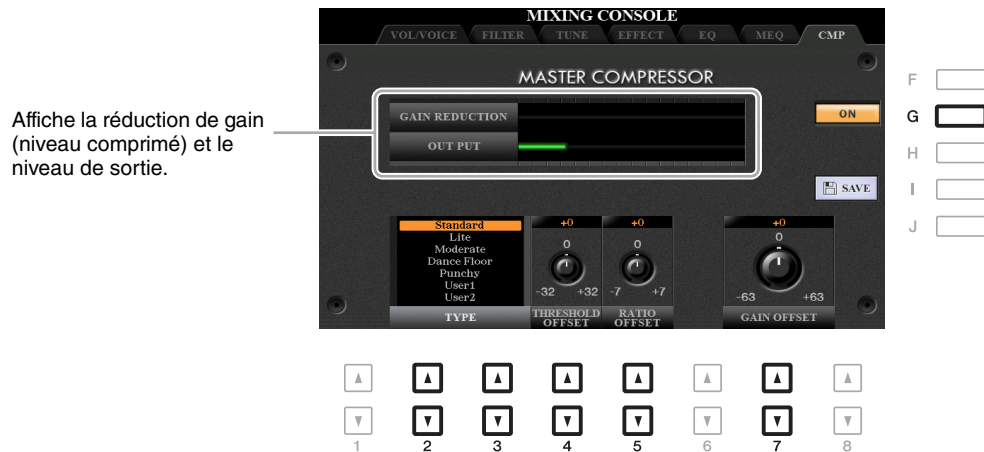 MIXING CONSOLE
VOL/VOICE FILTER TUNE EFFECT EQ MEQ CMP
MASTER COMPRESSOR
Affiche la réduction de gain
(niveau comprimé) et le
niveau de sortie.
GAIN REDUCTION
OUT PUT
ON
SAVE
F
G
H
I
J
Standard
Lite
Moderate
Dance Floor
Punchy
User1
User2
TYPE
+0
0
-32 +32
THRESHOLD
OFFSET
+0
0
-7 +7
RATIO
OFFSET
+0
0
-63 +63
GAIN OFFSET
1 2 3 4 5 6 7 8